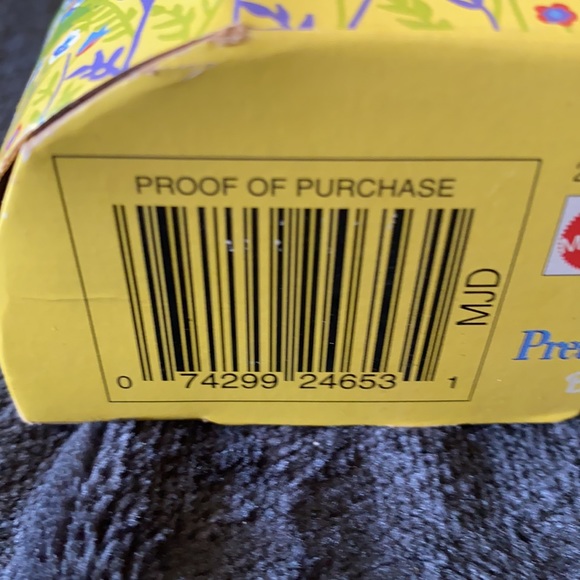 PROOF OF PURCHASE
0 74299 24653 1
MJD